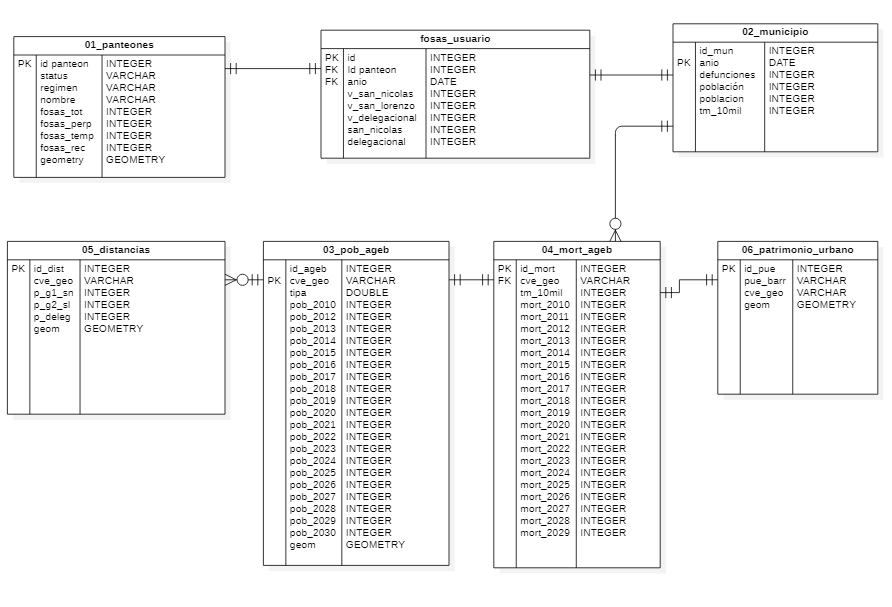 01_panteones
PK id panteon INTEGER
status VARCHAR
regimen VARCHAR
nombre VARCHAR
fosas_tot INTEGER
fosas_perp INTEGER
fosas_temp INTEGER
fosas_rec INTEGER
geometry GEOMETRY
fosas_usuario
PK id INTEGER
FK Id panteon INTEGER
FK anio DATE
v_san_nicolas INTEGER
v_san_lorenzo INTEGER
v_delegacional INTEGER
san_nicolas INTEGER
delegacional INTEGER
02_municipio
id_mun INTEGER
PK anio DATE
defunciones INTEGER
población INTEGER
poblacion INTEGER
tm_10mil INTEGER
05_distancias
PK id_dist INTEGER
cve_geo VARCHAR
p_g1_sn INTEGER
p_g2_sl INTEGER
p_deleg INTEGER
geom GEOMETRY
03_pob_ageb
id_ageb INTEGER
PK cve_geo VARCHAR
tipa DOUBLE
pob_2010 INTEGER
pob_2012 INTEGER
pob_2013 INTEGER
pob_2014 INTEGER
pob_2015 INTEGER
pob_2016 INTEGER
pob_2017 INTEGER
pob_2018 INTEGER
pob_2019 INTEGER
pob_2020 INTEGER
pob_2021 INTEGER
pob_2022 INTEGER
pob_2023 INTEGER
pob_2024 INTEGER
pob_2025 INTEGER
pob_2026 INTEGER
pob_2027 INTEGER
pob_2028 INTEGER
pob_2029 INTEGER
pob_2030 INTEGER
geom GEOMETRY
04_mort_ageb
PK id_mort INTEGER
FK cve_geo VARCHAR
tm_10mil INTEGER
mort_2010 INTEGER
mort_2011 INTEGER
mort_2012 INTEGER
mort_2013 INTEGER
mort_2014 INTEGER
mort_2015 INTEGER
mort_2016 INTEGER
mort_2017 INTEGER
mort_2018 INTEGER
mort_2019 INTEGER
mort_2020 INTEGER
mort_2021 INTEGER
mort_2022 INTEGER
mort_2023 INTEGER
mort_2024 INTEGER
mort_2025 INTEGER
mort_2026 INTEGER
mort_2027 INTEGER
mort_2028 INTEGER
mort_2029 INTEGER
06_patrimonio_urbano
PK id_pue INTEGER
pue_barr VARCHAR
cve_geo VARCHAR
geom GEOMETRY